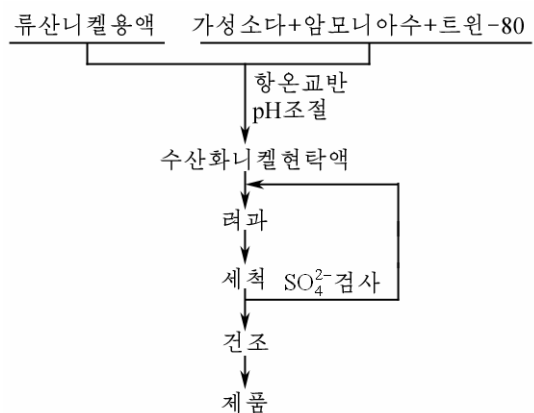 류산니켈용액 가성소다+암모니아수+트윈-80
항온교반
pH조절
수산화니켈현탁액
려과
세척 SO₄²⁻검사
건조
제품